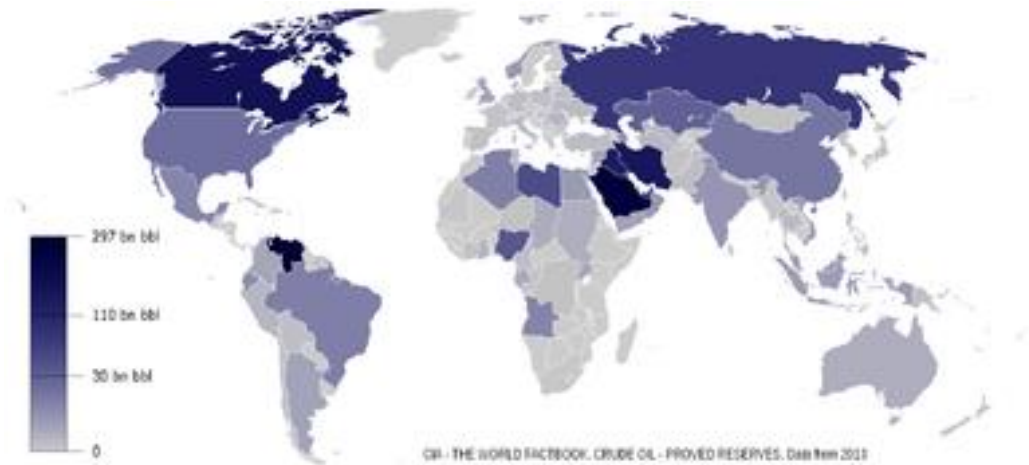 297 bn bbl
110 bn bbl
30 bn bbl
0
CIA - THE WORLD FACTBOOK. CRUDE OIL - PROVED RESERVES. Data from 2013